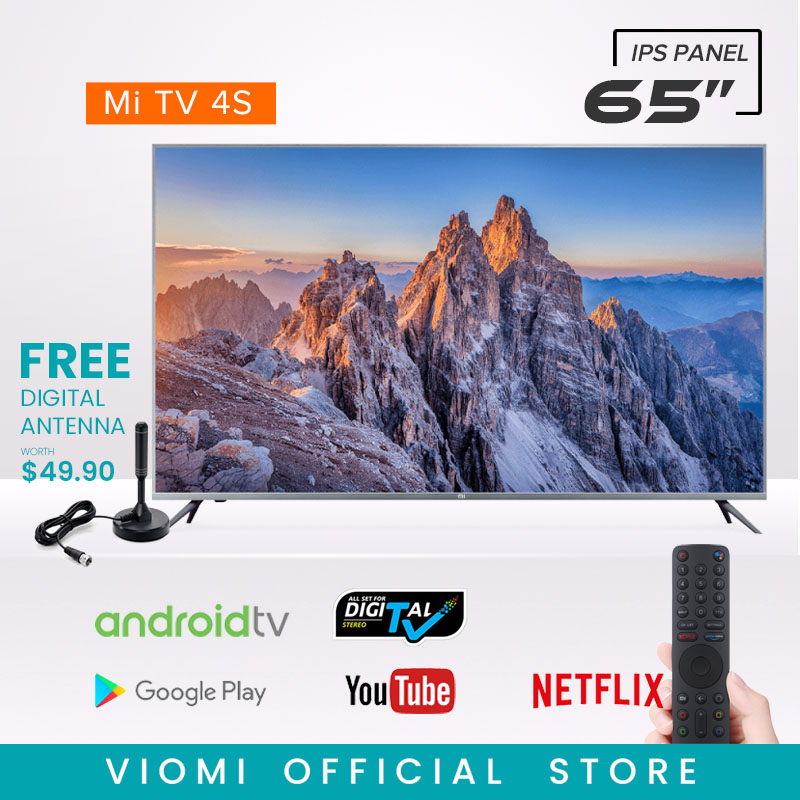 IPS PANEL
65"
Mi TV 4S
FREE
DIGITAL
ANTENNA
WORTH
$49.90
mi
androidtv
ALL SET FOR
DIGITAL
STEREO
TV
Google Play
YouTube
NETFLIX
VIOMI OFFICIAL STORE